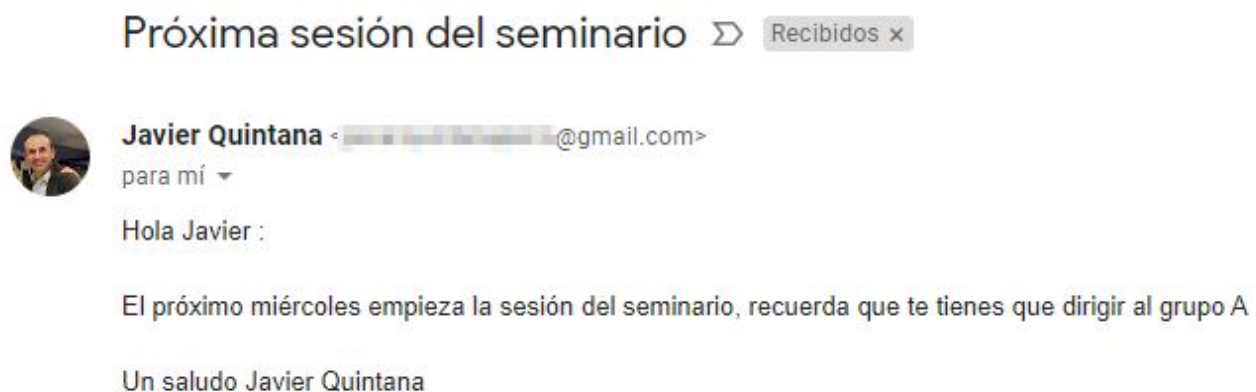 Próxima sesión del seminario Recibidos x
Javier Quintana < @gmail.com>
para mí
Hola Javier :
El próximo miércoles empieza la sesión del seminario, recuerda que te tienes que dirigir al grupo A
Un saludo Javier Quintana